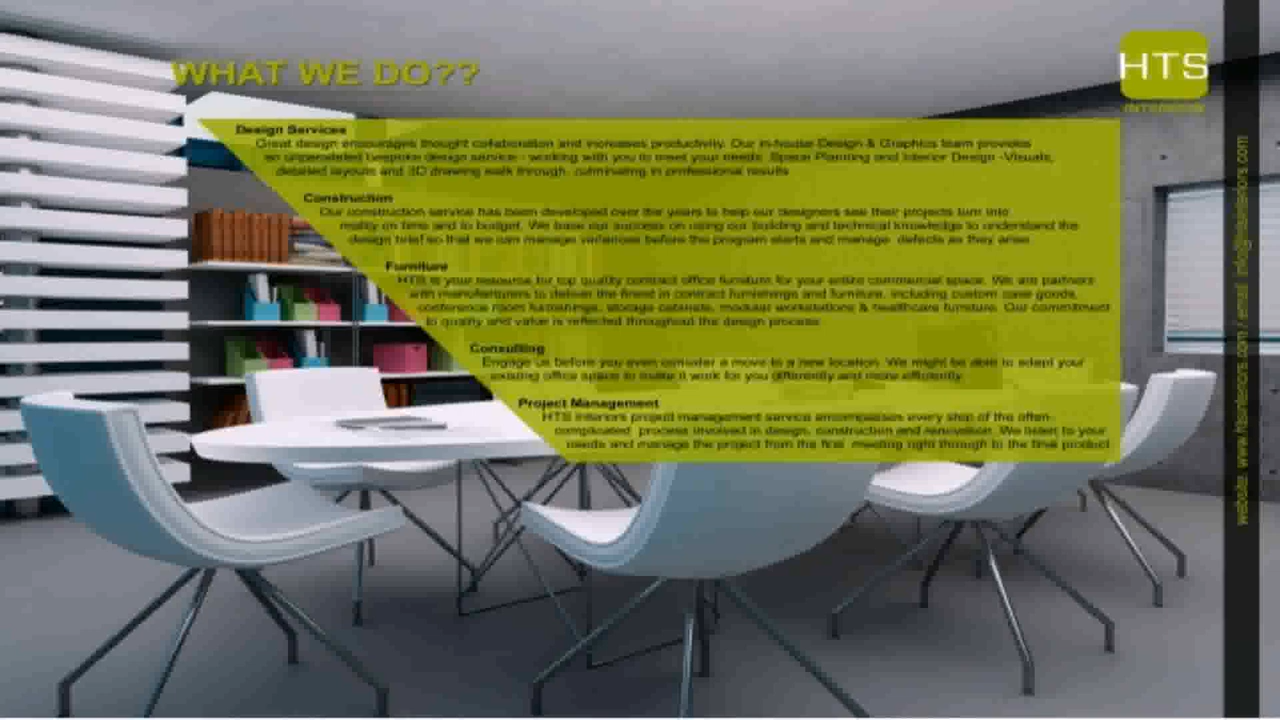 WHAT WE DO??
HTS
INTERIORS
Design Services
Great design encourages thought collaboration and increases productivity. Our in-house Design & Graphics team provides
an unparalleled bespoke design service - working with you to meet your needs. Space Planning and Interior Design -Visuals,
detailed layouts and 3D drawing walk through, culminating in professional results
Construction
Our construction service has been developed over the years to help our designers see their projects turn into
reality on time and to budget. We base our success on using our building and technical knowledge to understand the
design brief so that we can manage variations before the program starts and manage defects as they arise
Furniture
HTS is your resource for top quality contract office furniture for your entire commercial space. We are partners
with manufacturers to deliver the finest in contract furnishings and furniture, including custom case goods,
conference room furnishings, storage cabinets, modular workstations & healthcare furniture. Our commitment
to quality and value is reflected throughout the design process
Consulting
Engage us before you even consider a move to a new location. We might be able to adapt your
existing office space to make it work for you differently and more efficiently
Project Management
HTS Interiors project management service encompasses every step of the often-
complicated process involved in design, construction and renovation. We listen to your
needs and manage the project from the first meeting right through to the final product
website: www.htsinteriors.com / email: info@htsinteriors.com